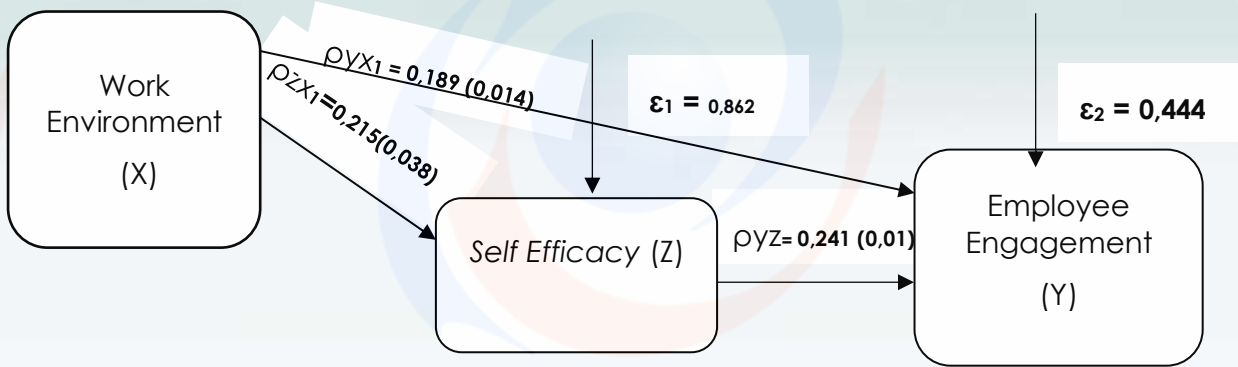 Work
Environment
(X)
ρyx₁ = 0,189 (0,014)
ρzx₁=0,215(0,038)
ε₁ = 0,862
ε₂ = 0,444
Self Efficacy (Z)
ρyz= 0,241 (0,01)
Employee
Engagement
(Y)